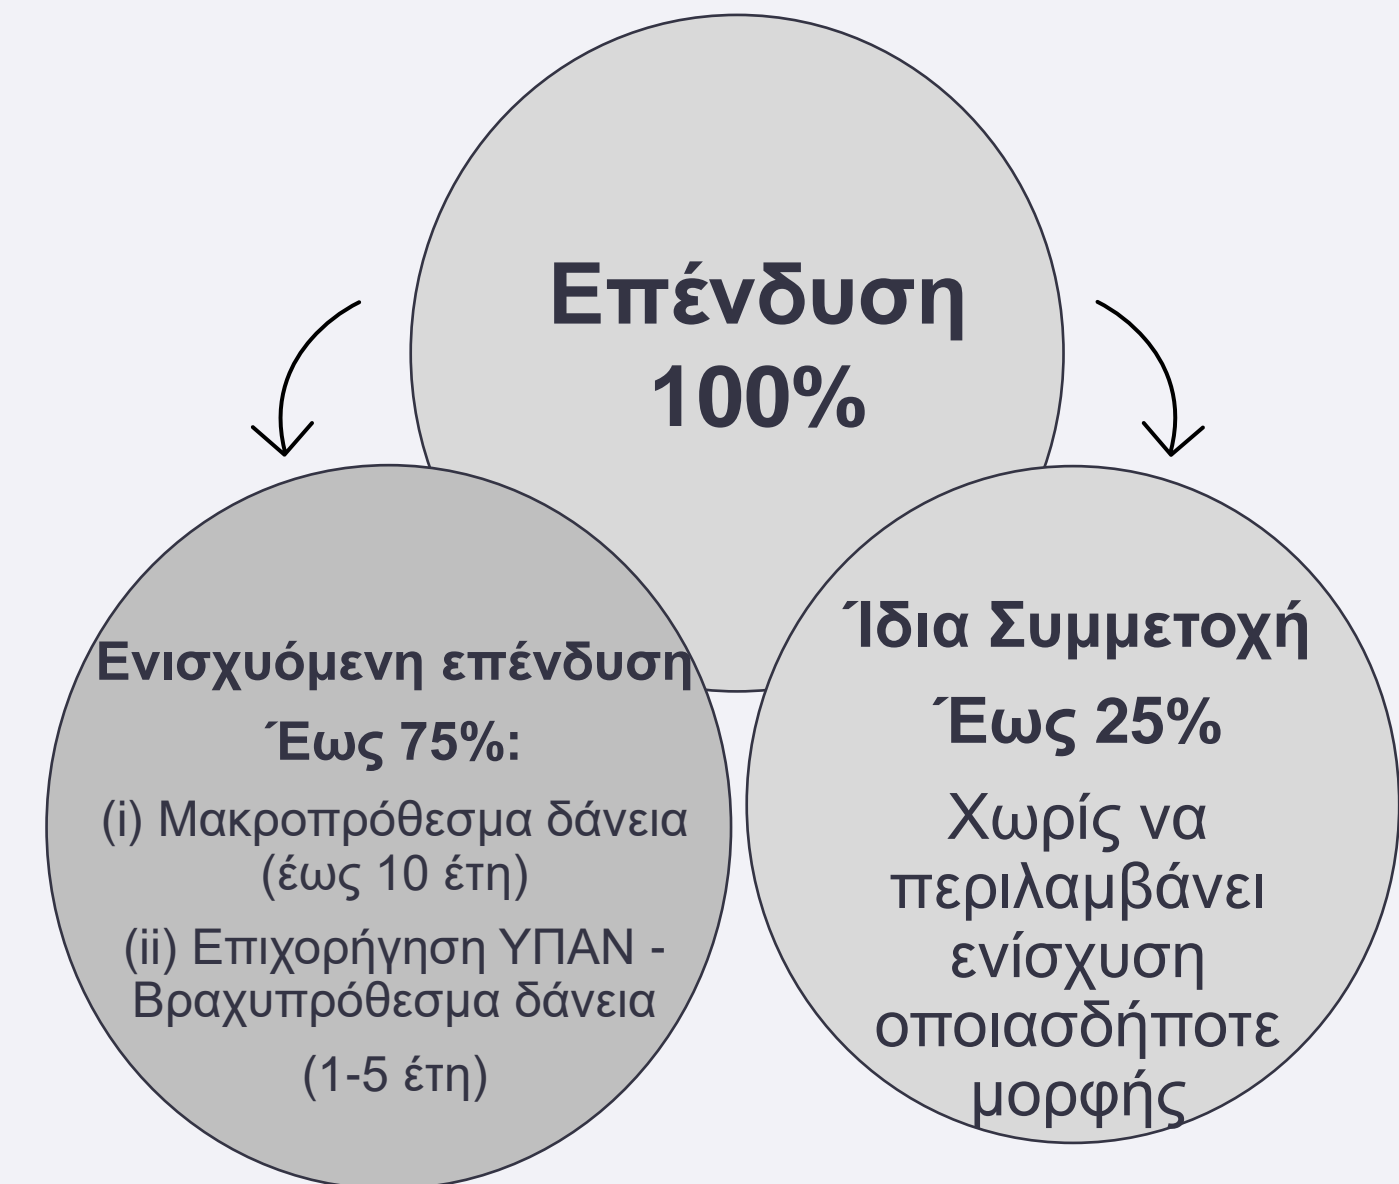 Επένδυση
100%
Ενισχυόμενη επένδυση
Έως 75%:
(i) Μακροπρόθεσμα δάνεια
(έως 10 έτη)
(ii) Επιχορήγηση ΥΠΑΝ -
Βραχυπρόθεσμα δάνεια
(1-5 έτη)
Ίδια Συμμετοχή
Έως 25%
Χωρίς να
περιλαμβάνει
ενίσχυση
οποιασδήποτε
μορφής